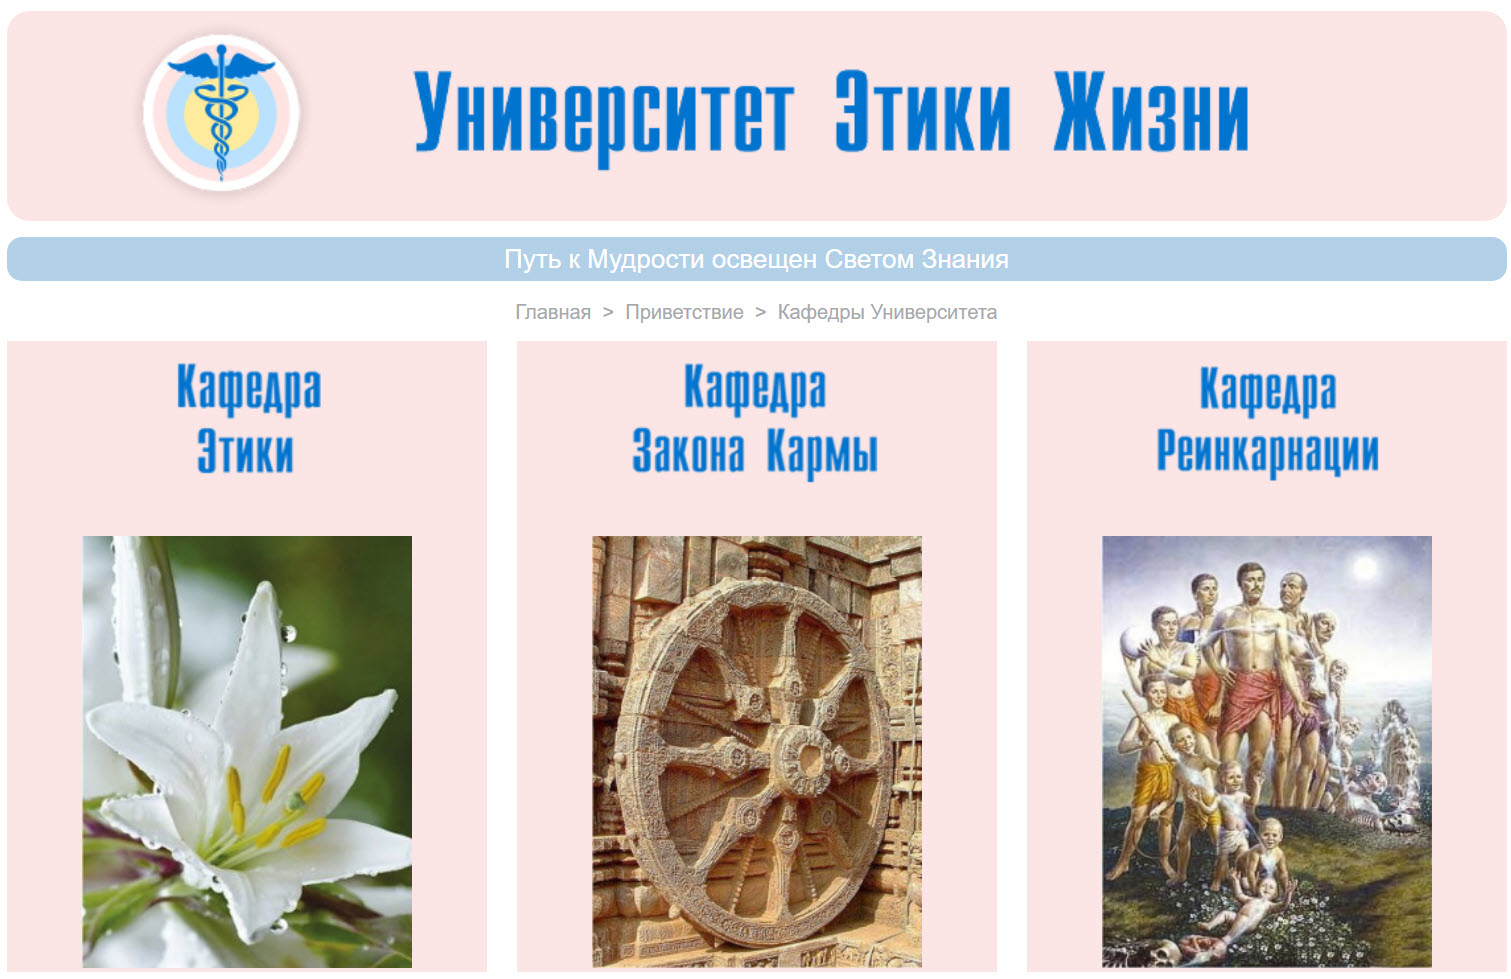 Университет Этики Жизни
Путь к Мудрости освещен Светом Знания
Главная > Приветствие > Кафедры Университета
Кафедра
Этики
Кафедра
Закона Кармы
Кафедра
Реинкарнации